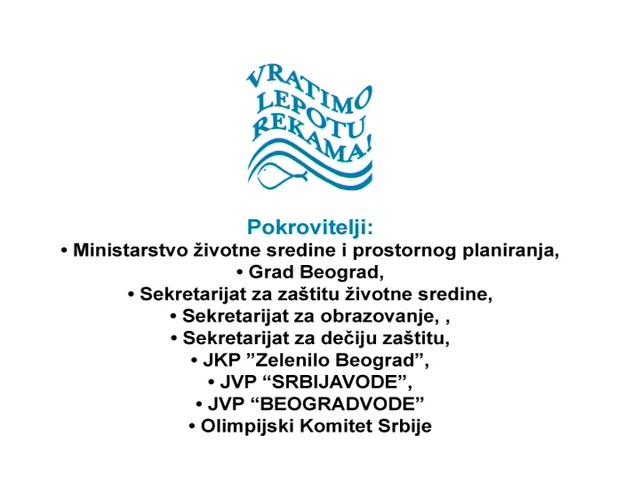 VRATIMO
LEPOTU
REKAMA!
Pokrovitelji:
• Ministarstvo životne sredine i prostornog planiranja,
• Grad Beograd,
• Sekretarijat za zaštitu životne sredine,
• Sekretarijat za obrazovanje, ,
• Sekretarijat za dečiju zaštitu,
• JKP ”Zelenilo Beograd”,
• JVP “SRBIJAVODE”,
• JVP “BEOGRADVODE”
• Olimpijski Komitet Srbije